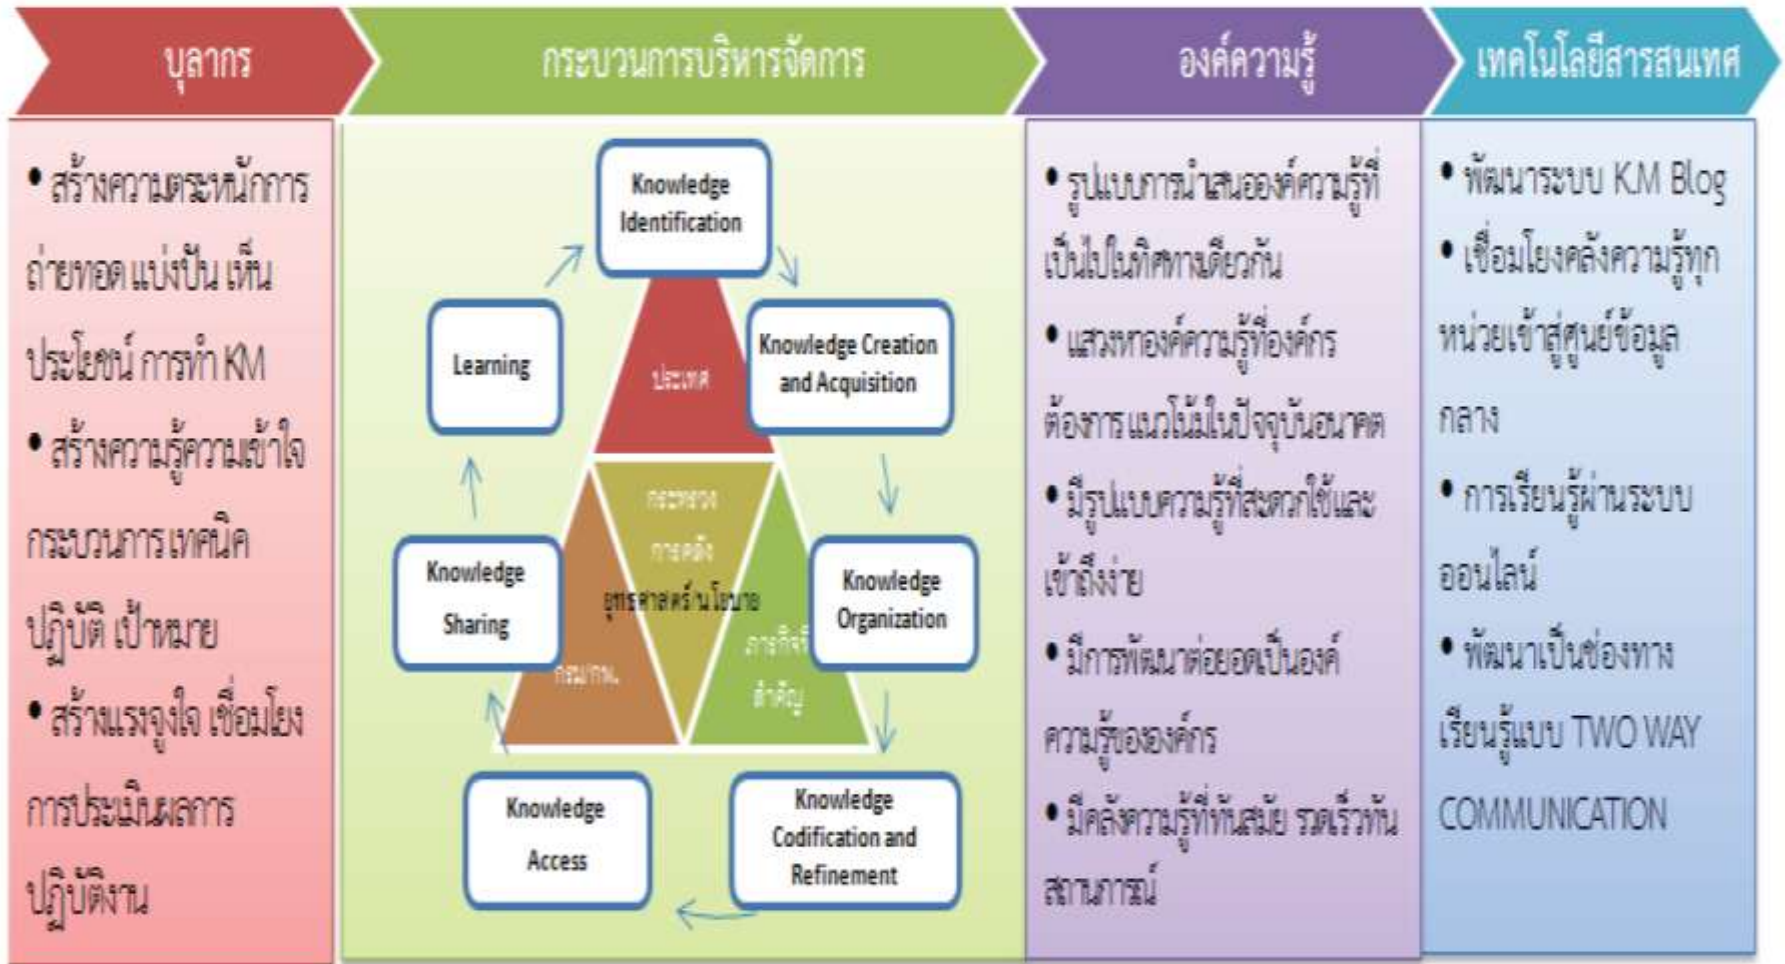 บุลากร
กระบวนการบริหารจัดการ
องค์ความรู้
เทคโนโลยีสารสนเทศ
• สร้างความตระหนักการ
ถ่ายทอด แบ่งปัน เห็น
ประโยชน์ การทำ KM
• สร้างความรู้ความเข้าใจ
กระบวนการ เทคนิค
ปฏิบัติ เป้าหมาย
• สร้างแรงจูงใจ เชื่อมโยง
การประเมินผลการ
ปฏิบัติงาน
Knowledge
Identification
Knowledge Creation
and Acquisition
Knowledge
Organization
Knowledge
Codification and
Refinement
Knowledge
Access
Knowledge
Sharing
Learning
ประเทศ
กระทรวง
การคลัง
ยุทธศาสตร์/นโยบาย
กรม/กพ.
สำคัญ
• รูปแบบการนำเสนอองค์ความรู้ที่
เป็นไปในทิศทางเดียวกัน
• แสวงหาองค์ความรู้ที่องค์กร
ต้องการ แนวโน้มในปัจจุบันอนาคต
• มีรูปแบบความรู้ที่สะดวกใช้และ
เข้าถึงง่าย
• มีการพัฒนาต่อยอดเป็นองค์
ความรู้ขององค์กร
• มีคลังความรู้ที่ทันสมัย รวดเร็วทัน
สถานการณ์
• พัฒนาระบบ K.M Blog
• เชื่อมโยงคลังความรู้ทุก
หน่วยเข้าสู่ศูนย์ข้อมูล
กลาง
• การเรียนรู้ผ่านระบบ
ออนไลน์
• พัฒนาเป็นช่องทาง
เรียนรู้แบบ TWO WAY
COMMUNICATION